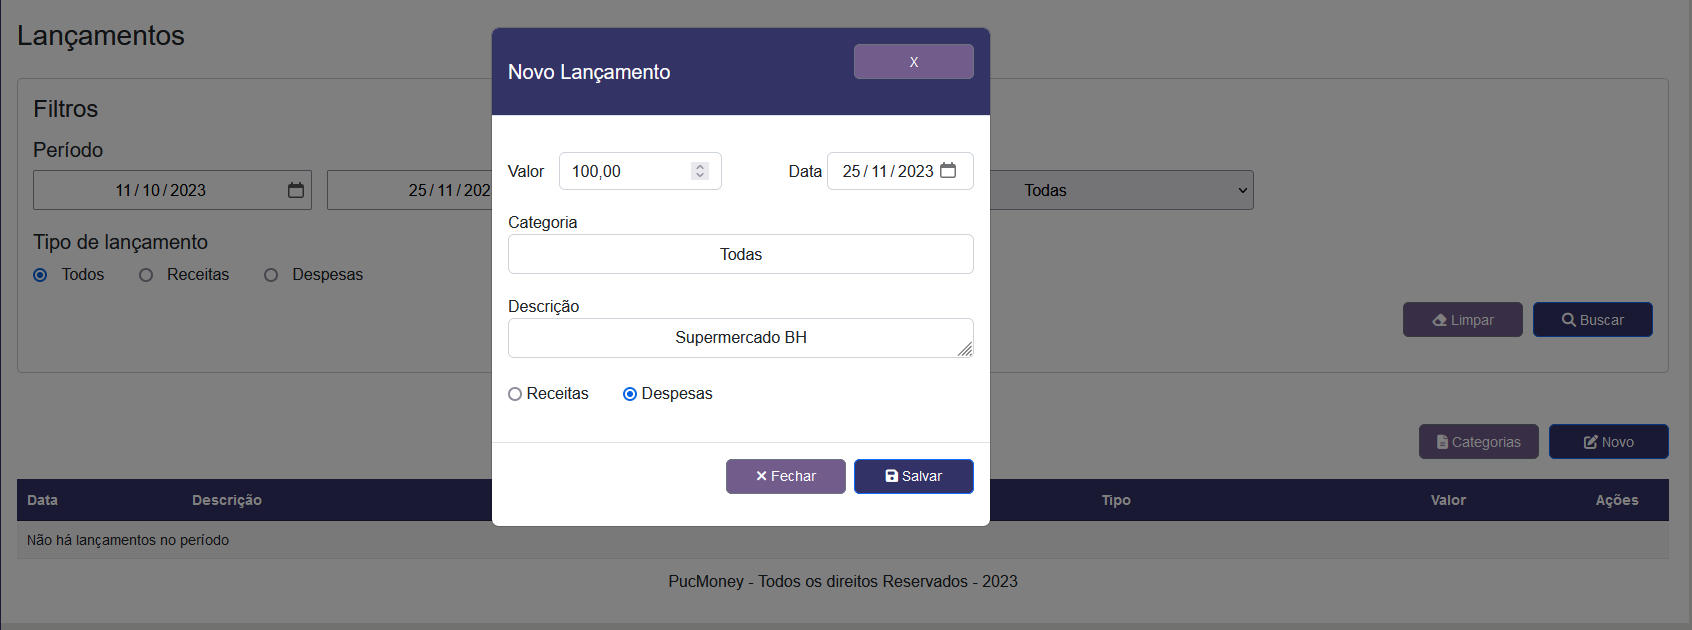 Lançamentos
Filtros
Período
11/10/2023
25/11/202
Todas
Tipo de lançamento
Todos Receitas Despesas
Limpar Buscar
Categorias Novo
Data Descrição Tipo Valor Ações
Não há lançamentos no período
PucMoney - Todos os direitos Reservados - 2023
Novo Lançamento
X
Valor 100,00 Data 25/11/2023
Categoria
Todas
Descrição
Supermercado BH
Receitas Despesas
Fechar Salvar